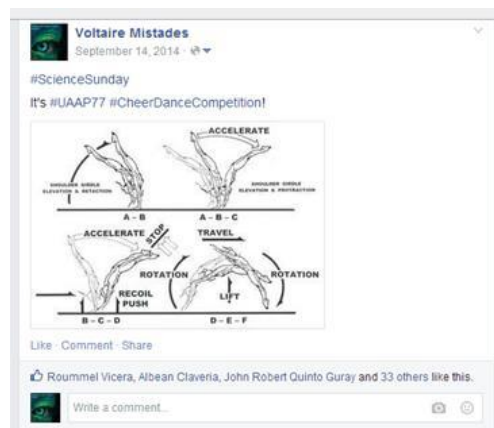 Voltaire Mistades
September 14, 2014
#ScienceSunday
It's #UAAP77 #CheerDanceCompetition!
ACCELERATE
SHOULDER GIRDLE
ELEVATION & RETRACTION
SHOULDER GIRDLE
ELEVATION & PROTRACTION
A - B
A - B - C
ACCELERATE
STOP
TRAVEL
ROTATION
ROTATION
RECOIL
PUSH
LIFT
B - C - D
D - E - F
Like · Comment · Share
Roummel Vicera, Albean Claveria, John Robert Quinto Guray and 33 others like this.
Write a comment...